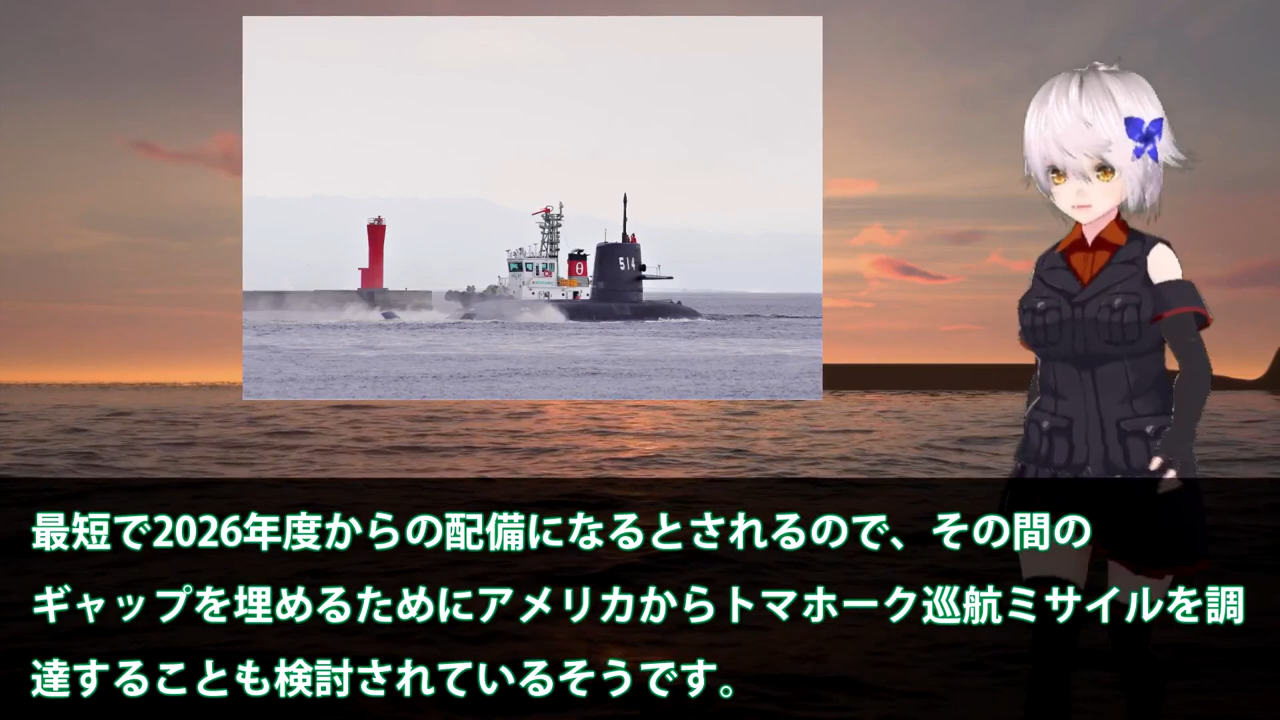 514
最短で2026年度からの配備になるとされるので、その間の
ギャップを埋めるためにアメリカからトマホーク巡航ミサイルを調
達することも検討されているそうです。